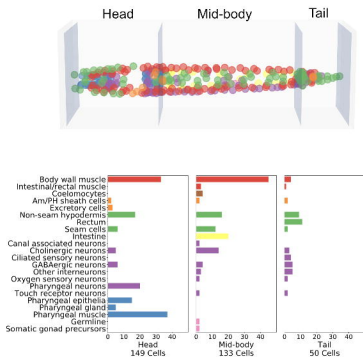 Head Mid-body Tail
Body wall muscle
Intestinal/rectal muscle
Coelomocytes
Am/PH sheath cells
Excretory cells
Non-seam hypodermis
Rectum
Seam cells
Intestine
Canal associated neurons
Cholinergic neurons
Ciliated sensory neurons
GABAergic neurons
Other interneurons
Oxygen sensory neurons
Pharyngeal neurons
Touch receptor neurons
Pharyngeal epithelia
Pharyngeal gland
Pharyngeal muscle
Germline
Somatic gonad precursors
0 10 20 30 40 0 10 20 30 40 0 10 20 30 40
Head Mid-body Tail
149 Cells 133 Cells 50 Cells